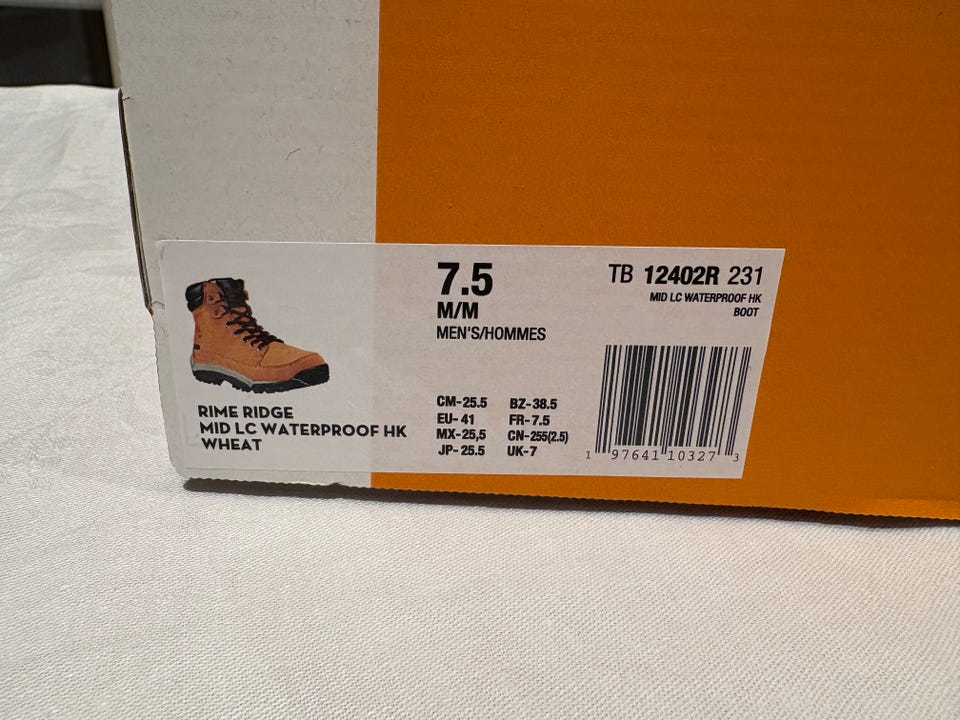 7.5
M/M
MEN'S/HOMMES
TB 12402R 231
MID LC WATERPROOF HK
BOOT
RIME RIDGE
MID LC WATERPROOF HK
WHEAT
CM-25.5 BZ-38.5
EU-41 FR-7.5
MX-25,5 CN-255(2.5)
JP-25.5 UK-7
1 97641 10327 3